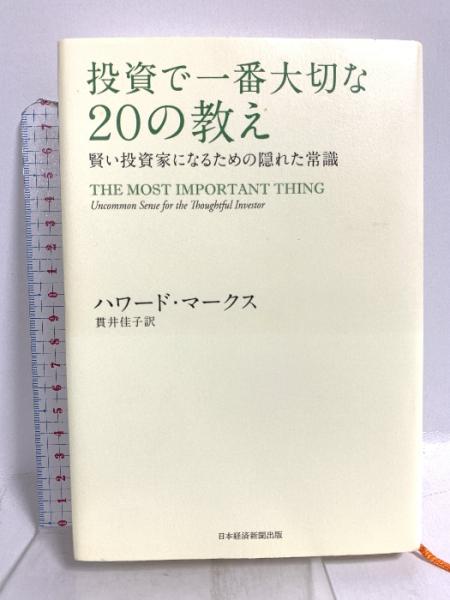 投資で一番大切な
20の教え
賢い投資家になるための隠れた常識
THE MOST IMPORTANT THING
Uncommon Sense for the Thoughtful Investor
ハワード・マークス
貫井佳子訳
日本経済新聞出版